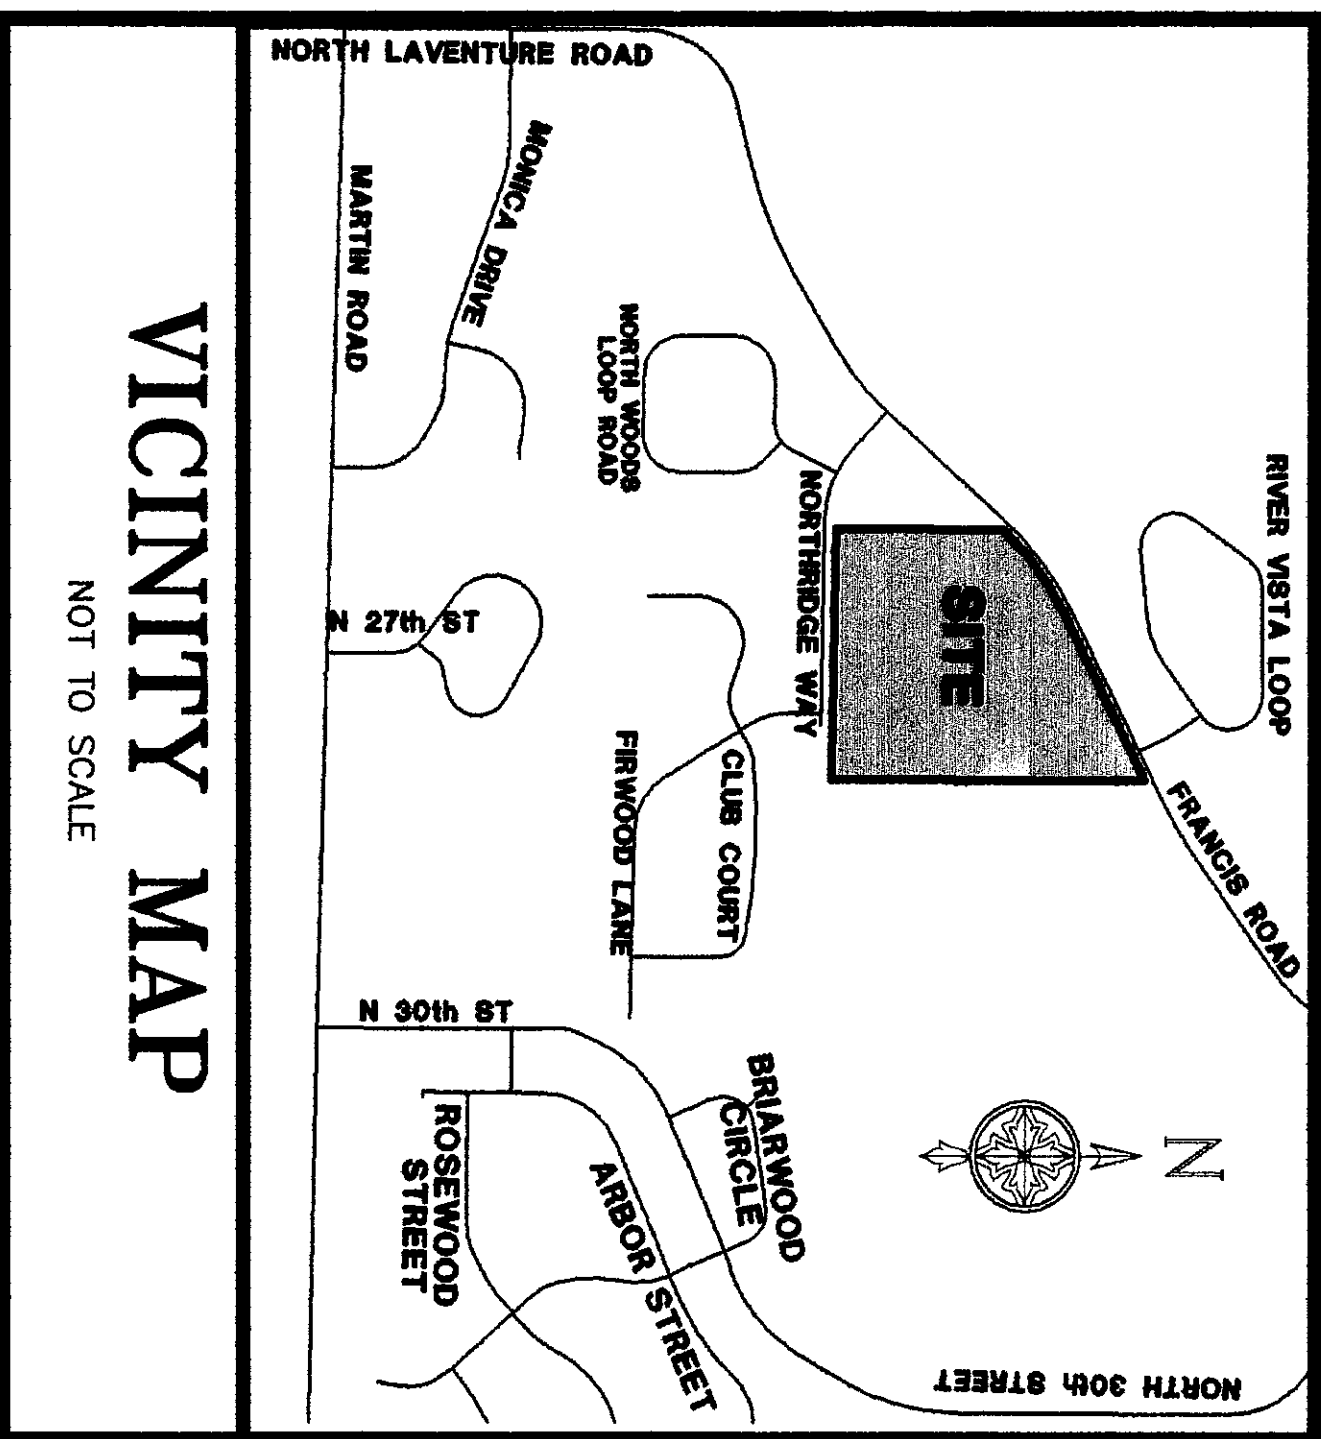 NORTH LAVENTURE ROAD
MONICA DRIVE
MARTIN ROAD
NORTH WOODS
LOOP ROAD
RIVER VISTA LOOP
NORTHRIDGE WAY
SITE
N 27th ST
FIRWOOD LANE
CLUB COURT
FRANCIS ROAD
N 30th ST
BRIARWOOD
CIRCLE
ROSEWOOD
STREET
ARBOR STREET
N
NORTH 30th STREET
VICINITY MAP
NOT TO SCALE